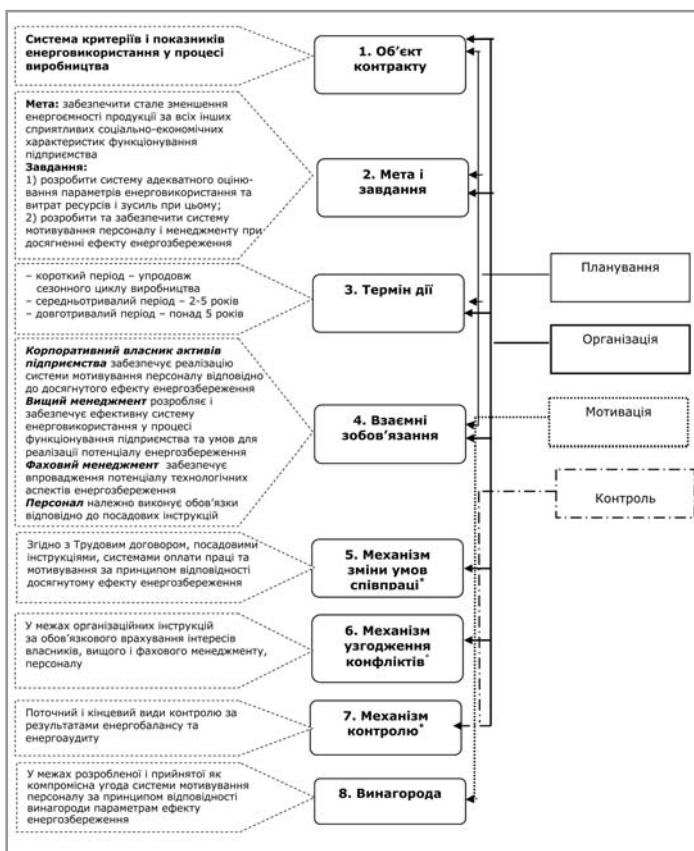 Система критеріїв і показників
енерговикористання у процесі
виробництва
1. Об’єкт
контракту
Мета: забезпечити стале зменшення
енергоємності продукції за всіх інших
сприятливих соціально-економічних
характеристик функціонування
підприємства
Завдання:
1) розробити систему адекватного оціню-
вання параметрів енерговикористання та
витрат ресурсів і зусиль при цьому;
2) розробити та забезпечити систему
мотивування персоналу і менеджменту при
досягненні ефекту енергозбереження
2. Мета і
завдання
– короткий період – упродовж
сезонного циклу виробництва
– середньотривалий період – 2-5 років
– довготривалий період – понад 5 років
3. Термін дії
Корпоративний власник активів
підприємства забезпечує реалізацію
системи мотивування персоналу відповідно
до досягнутого ефекту енергозбереження
Вищий менеджмент розробляє і
забезпечує ефективну систему
енерговикористання у процесі
функціонування підприємства та умов для
реалізації потенціалу енергозбереження
Фаховий менеджмент забезпечує
впровадження потенціалу технологічних
аспектів енергозбереження
Персонал належно виконує обов’язки
відповідно до посадових інструкцій
4. Взаємні
зобов’язання
Згідно з Трудовим договором, посадовими
інструкціями, системами оплати праці та
мотивування за принципом відповідності
досягнутому ефекту енергозбереження
5. Механізм
зміни умов
співпраці*
У межах організаційних інструкцій
за обов’язкового врахування інтересів
власників, вищого і фахового менеджменту,
персоналу
6. Механізм
узгодження
конфліктів*
Поточний і кінцевий види контролю за
результатами енергобалансу та
енергоаудиту
7. Механізм
контролю*
У межах розробленої і прийнятої як
компромісна угода системи мотивування
персоналу за принципом відповідності
винагороди параметрам ефекту
енергозбереження
8. Винагорода
Планування
Організація
Мотивація
Контроль